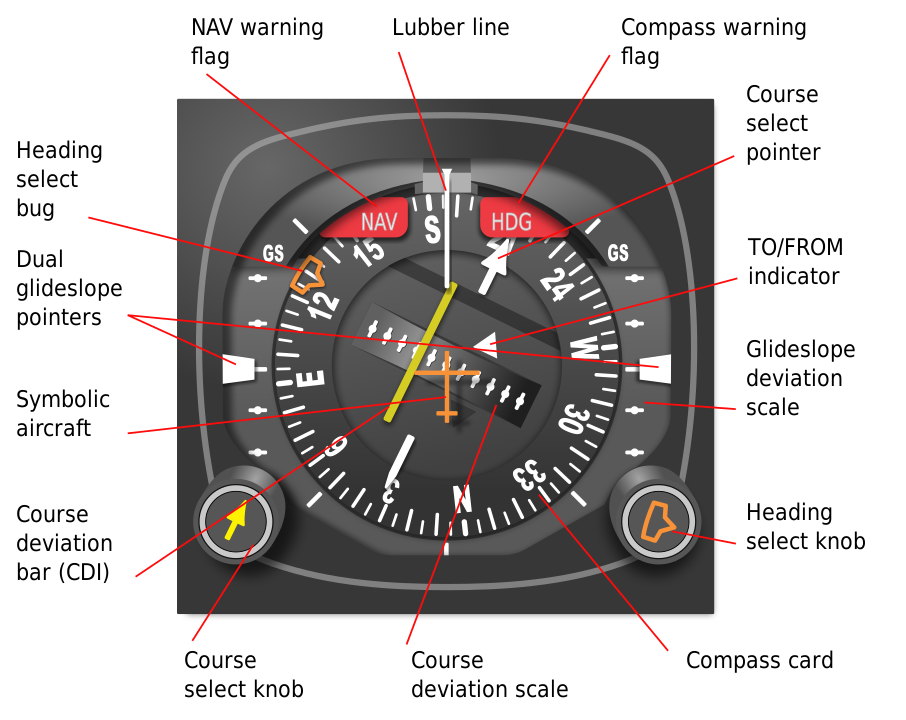 NAV warning
flag
Lubber line
Compass warning
flag
Course
select
pointer
Heading
select
bug
Dual
glideslope
pointers
TO/FROM
indicator
Glideslope
deviation
scale
Symbolic
aircraft
Course
deviation
bar (CDI)
Heading
select knob
Course
select knob
Course
deviation scale
Compass card
NAV
HDG
GS
GS
S
15
12
E
6
3
N
33
30
W
24